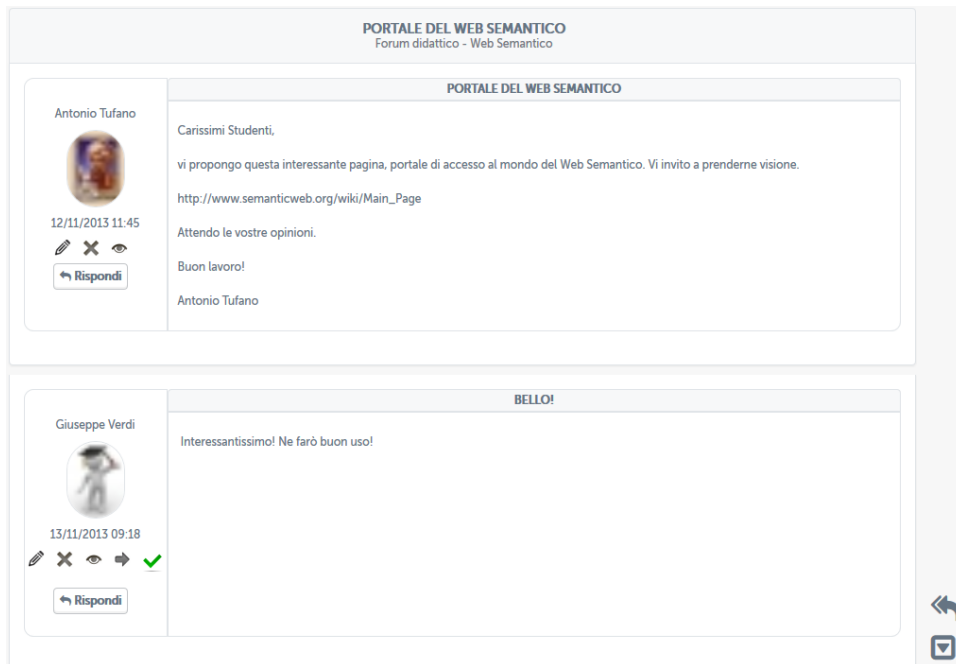 PORTALE DEL WEB SEMANTICO
Forum didattico - Web Semantico
Antonio Tufano
12/11/2013 11:45
Rispondi
PORTALE DEL WEB SEMANTICO
Carissimi Studenti,
vi propongo questa interessante pagina, portale di accesso al mondo del Web Semantico. Vi invito a prenderne visione.
http://www.semanticweb.org/wiki/Main_Page
Attendo le vostre opinioni.
Buon lavoro!
Antonio Tufano
Giuseppe Verdi
13/11/2013 09:18
Rispondi
BELLO!
Interessantissimo! Ne farò buon uso!